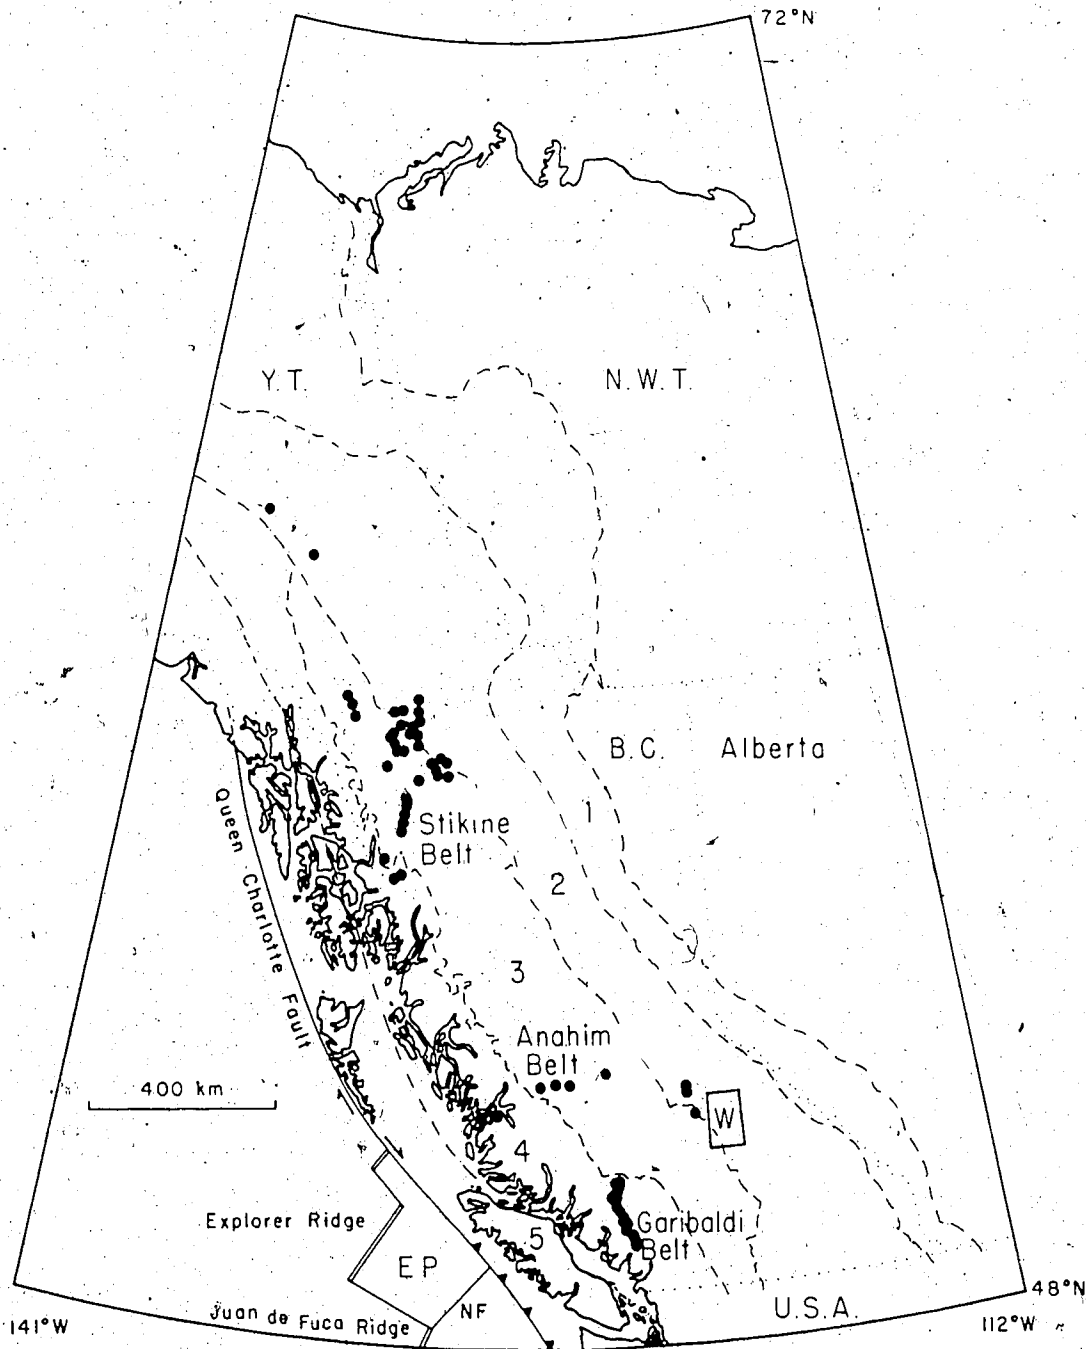 72°N
Y.T.
N.W.T.
B.C.
Alberta
1
Stikine
Belt
2
Queen Charlotte Fault
3
Anahim
Belt
400 km
W
4
Explorer Ridge
5
Garibaldi
Belt
EP
NF
Juan de Fuca Ridge
U.S.A.
48°N
141°W
112°W